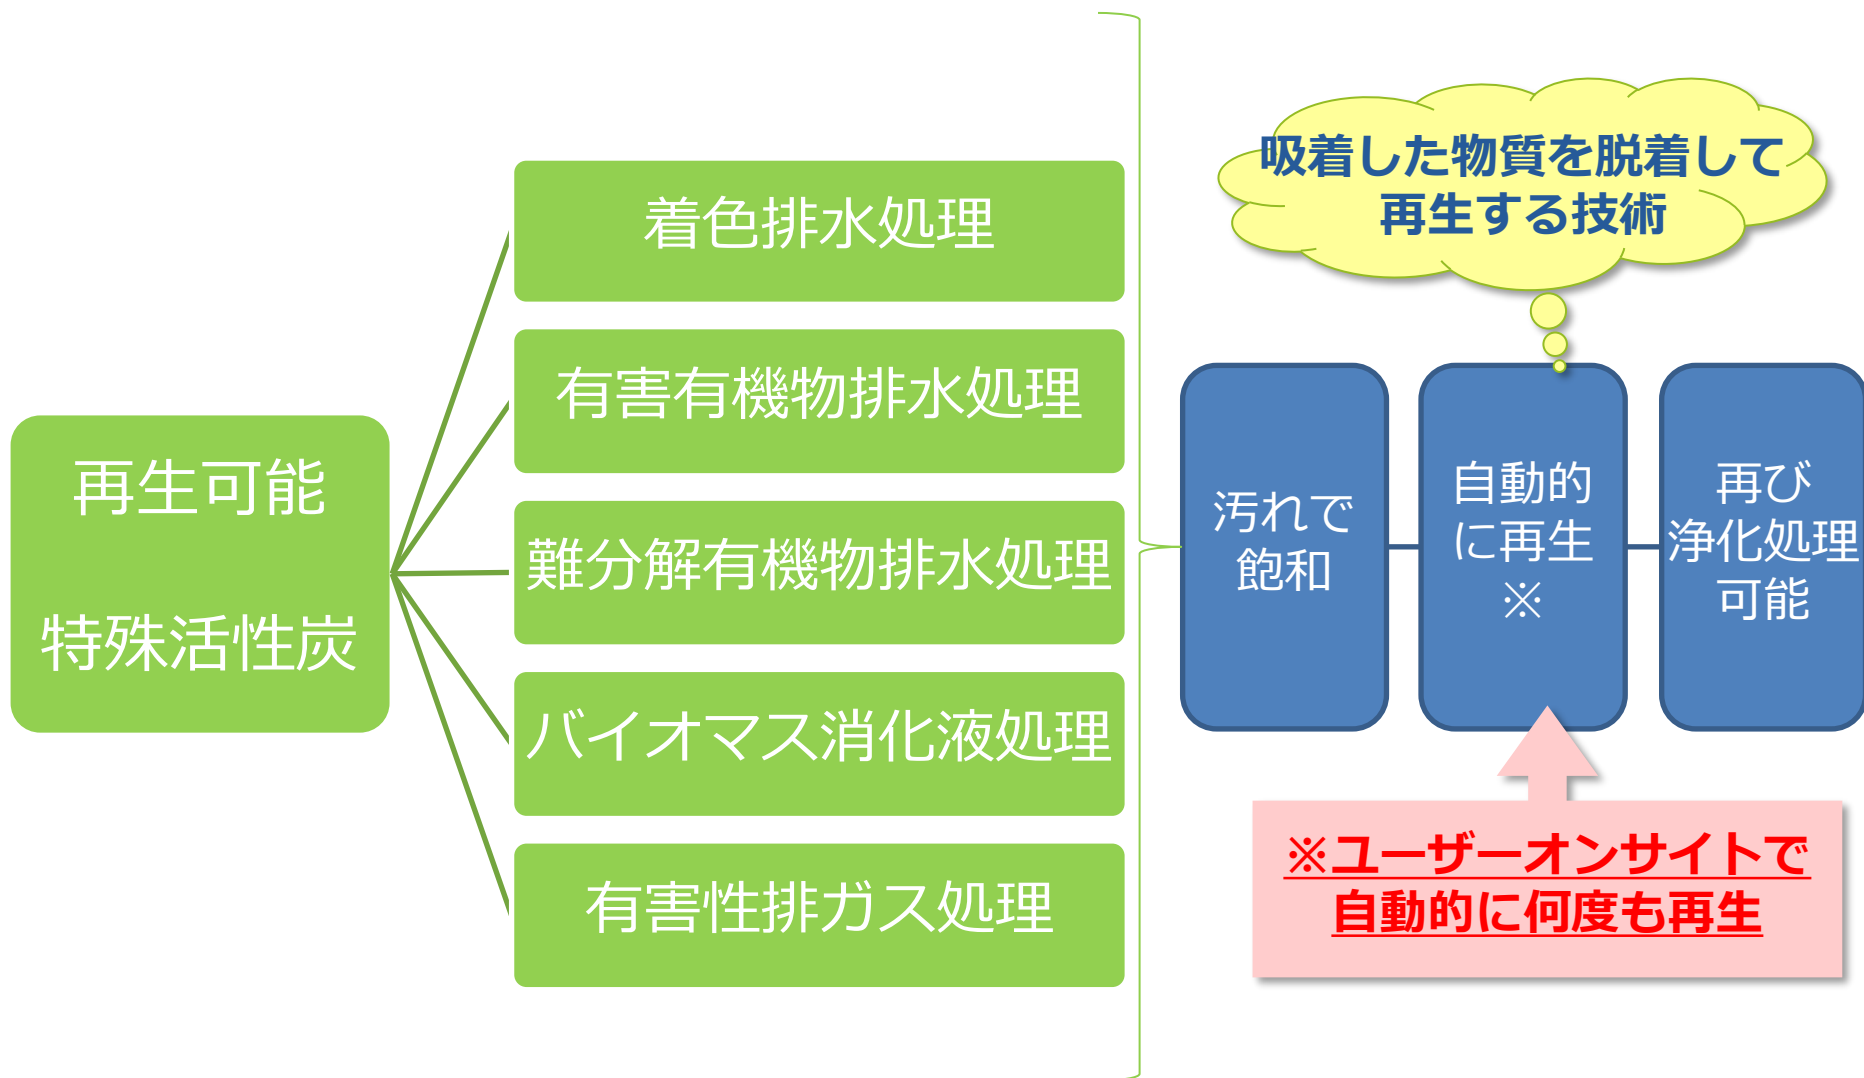 再生可能
特殊活性炭
着色排水処理
有害有機物排水処理
難分解有機物排水処理
バイオマス消化液処理
有害性排ガス処理
吸着した物質を脱着して
再生する技術
汚れで
飽和
自動的
に再生
※
再び
浄化処理
可能
※ユーザーオンサイトで
自動的に何度も再生